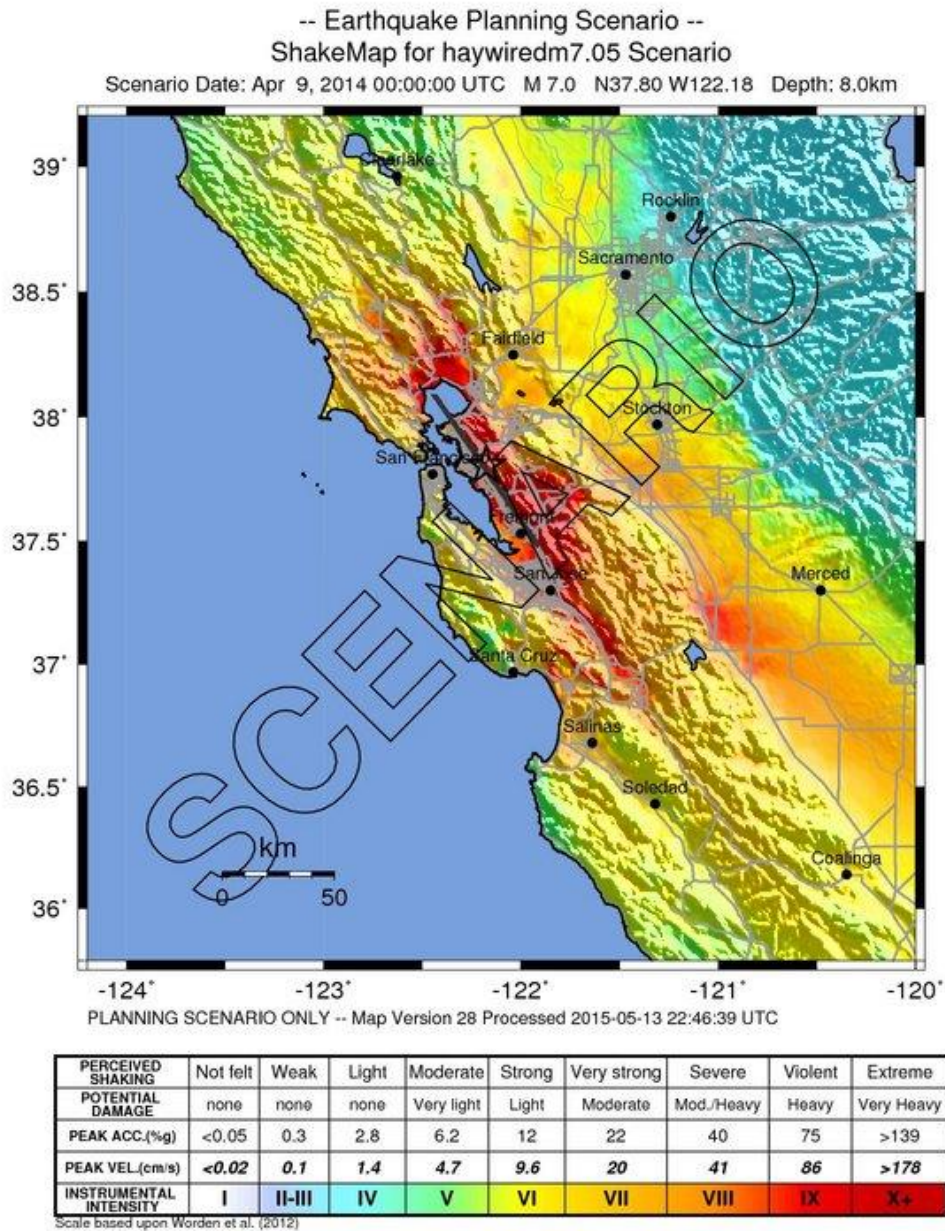 -- Earthquake Planning Scenario --
ShakeMap for haywiredm7.05 Scenario
Scenario Date: Apr 9, 2014 00:00:00 UTC M 7.0 N37.80 W122.18 Depth: 8.0km
39°
38.5°
38°
37.5°
37°
36.5°
36°
Clearlake
Rocklin
Sacramento
Fairfield
Stockton
San Francisco
Fremont
San Jose
Merced
Santa Cruz
Salinas
Soledad
Coalinga
SCENARIO
km
0 50
-124° -123° -122° -121° -120°
PLANNING SCENARIO ONLY -- Map Version 28 Processed 2015-05-13 22:46:39 UTC
PERCEIVED SHAKING Not felt Weak Light Moderate Strong Very strong Severe Violent Extreme
POTENTIAL DAMAGE none none none Very light Light Moderate Mod./Heavy Heavy Very Heavy
PEAK ACC.(%g) <0.05 0.3 2.8 6.2 12 22 40 75 >139
PEAK VEL.(cm/s) <0.02 0.1 1.4 4.7 9.6 20 41 86 >178
INSTRUMENTAL INTENSITY I II-III IV V VI VII VIII IX X+
Scale based upon Worden et al. (2012)